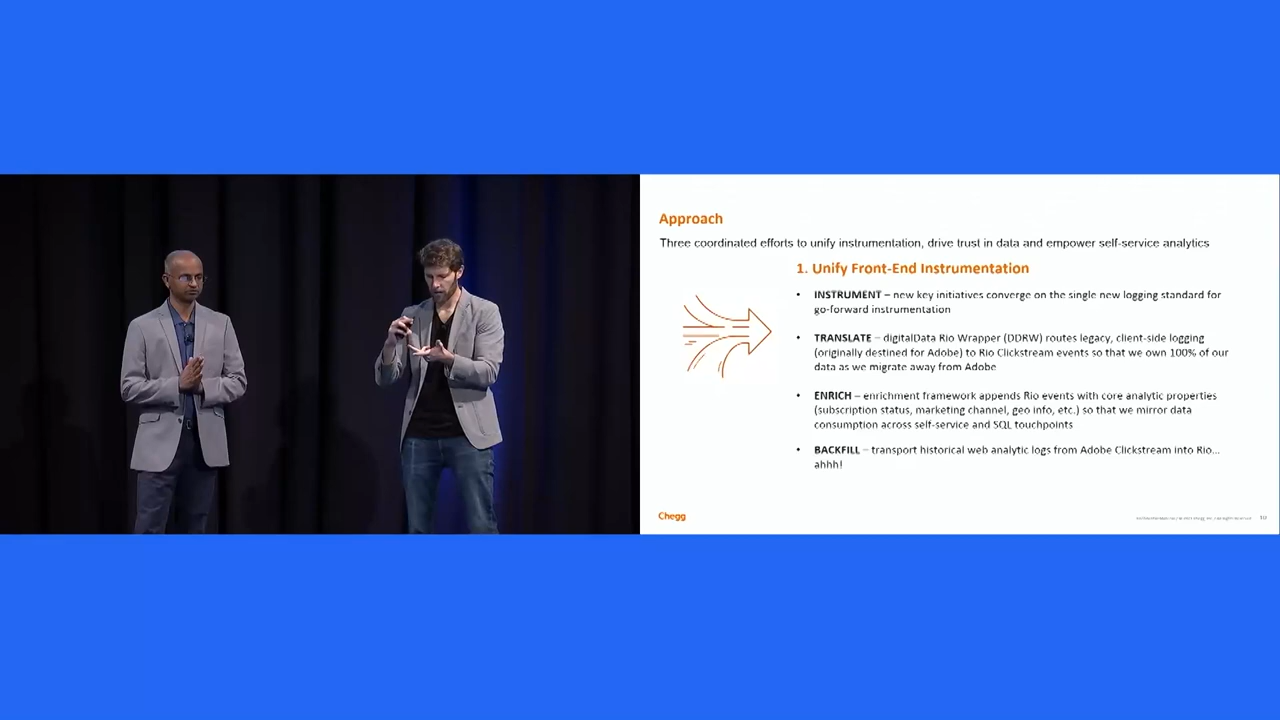 Approach
Three coordinated efforts to unify instrumentation, drive trust in data and empower self-service analytics
1. Unify Front-End Instrumentation
• INSTRUMENT – new key initiatives converge on the single new logging standard for
go-forward instrumentation
• TRANSLATE – digitalData Rio Wrapper (DDRW) routes legacy, client-side logging
(originally destined for Adobe) to Rio Clickstream events so that we own 100% of our
data as we migrate away from Adobe
• ENRICH – enrichment framework appends Rio events with core analytic properties
(subscription status, marketing channel, geo info, etc.) so that we mirror data
consumption across self-service and SQL touchpoints
• BACKFILL – transport historical web analytic logs from Adobe Clickstream into Rio...
ahhh!
Chegg